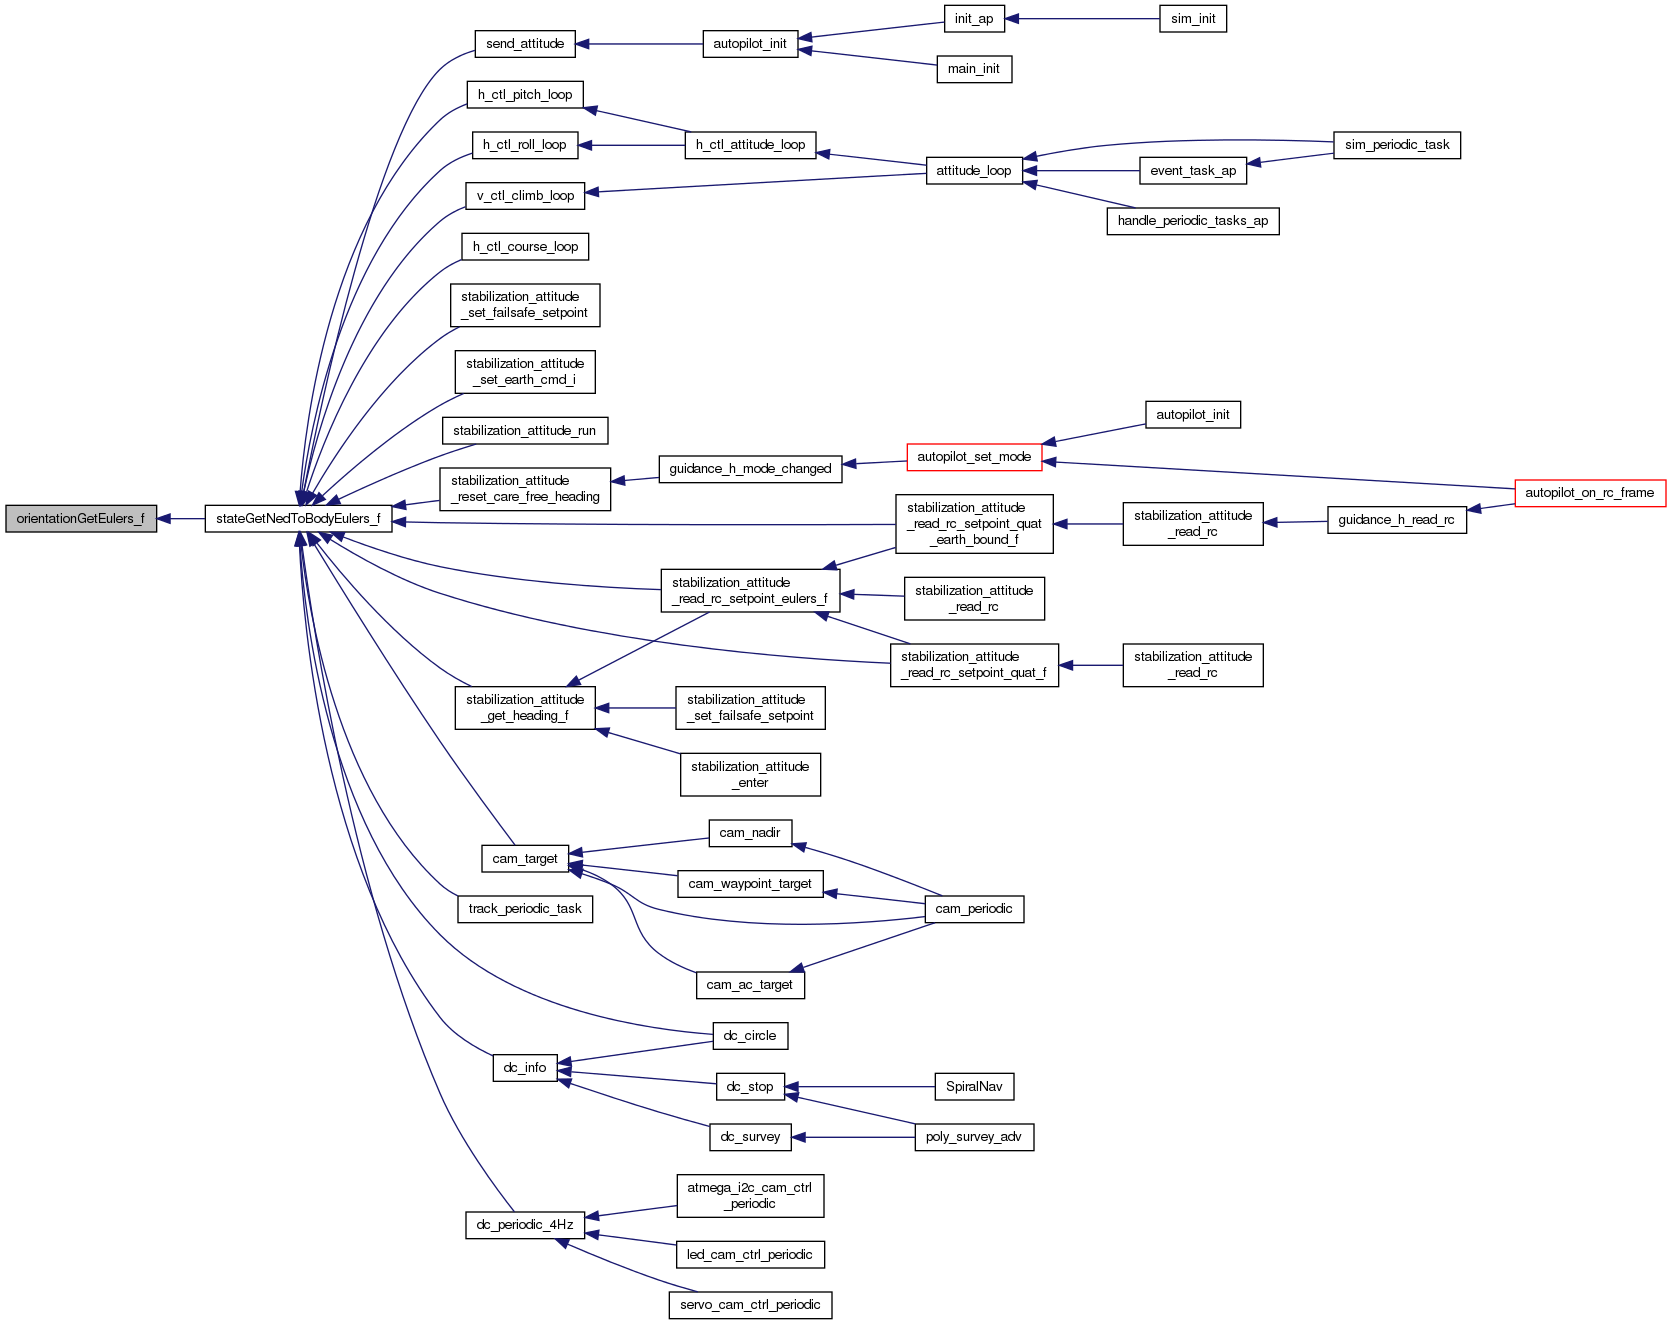 init_ap
sim_init
send_attitude
autopilot_init
main_init
h_ctl_pitch_loop
h_ctl_roll_loop
h_ctl_attitude_loop
sim_periodic_task
attitude_loop
event_task_ap
v_ctl_climb_loop
handle_periodic_tasks_ap
h_ctl_course_loop
stabilization_attitude
_set_failsafe_setpoint
stabilization_attitude
_set_earth_cmd_i
autopilot_init
stabilization_attitude_run
autopilot_set_mode
guidance_h_mode_changed
stabilization_attitude
_reset_care_free_heading
autopilot_on_rc_frame
orientationGetEulers_f
stateGetNedToBodyEulers_f
stabilization_attitude
_read_rc_setpoint_quat
_earth_bound_f
stabilization_attitude
_read_rc
guidance_h_read_rc
stabilization_attitude
_read_rc_setpoint_eulers_f
stabilization_attitude
_read_rc
stabilization_attitude
_read_rc_setpoint_quat_f
stabilization_attitude
_read_rc
stabilization_attitude
_get_heading_f
stabilization_attitude
_set_failsafe_setpoint
stabilization_attitude
_enter
cam_nadir
cam_target
cam_waypoint_target
track_periodic_task
cam_periodic
cam_ac_target
dc_circle
dc_info
dc_stop
SpiralNav
dc_survey
poly_survey_adv
atmega_i2c_cam_ctrl
_periodic
dc_periodic_4Hz
led_cam_ctrl_periodic
servo_cam_ctrl_periodic